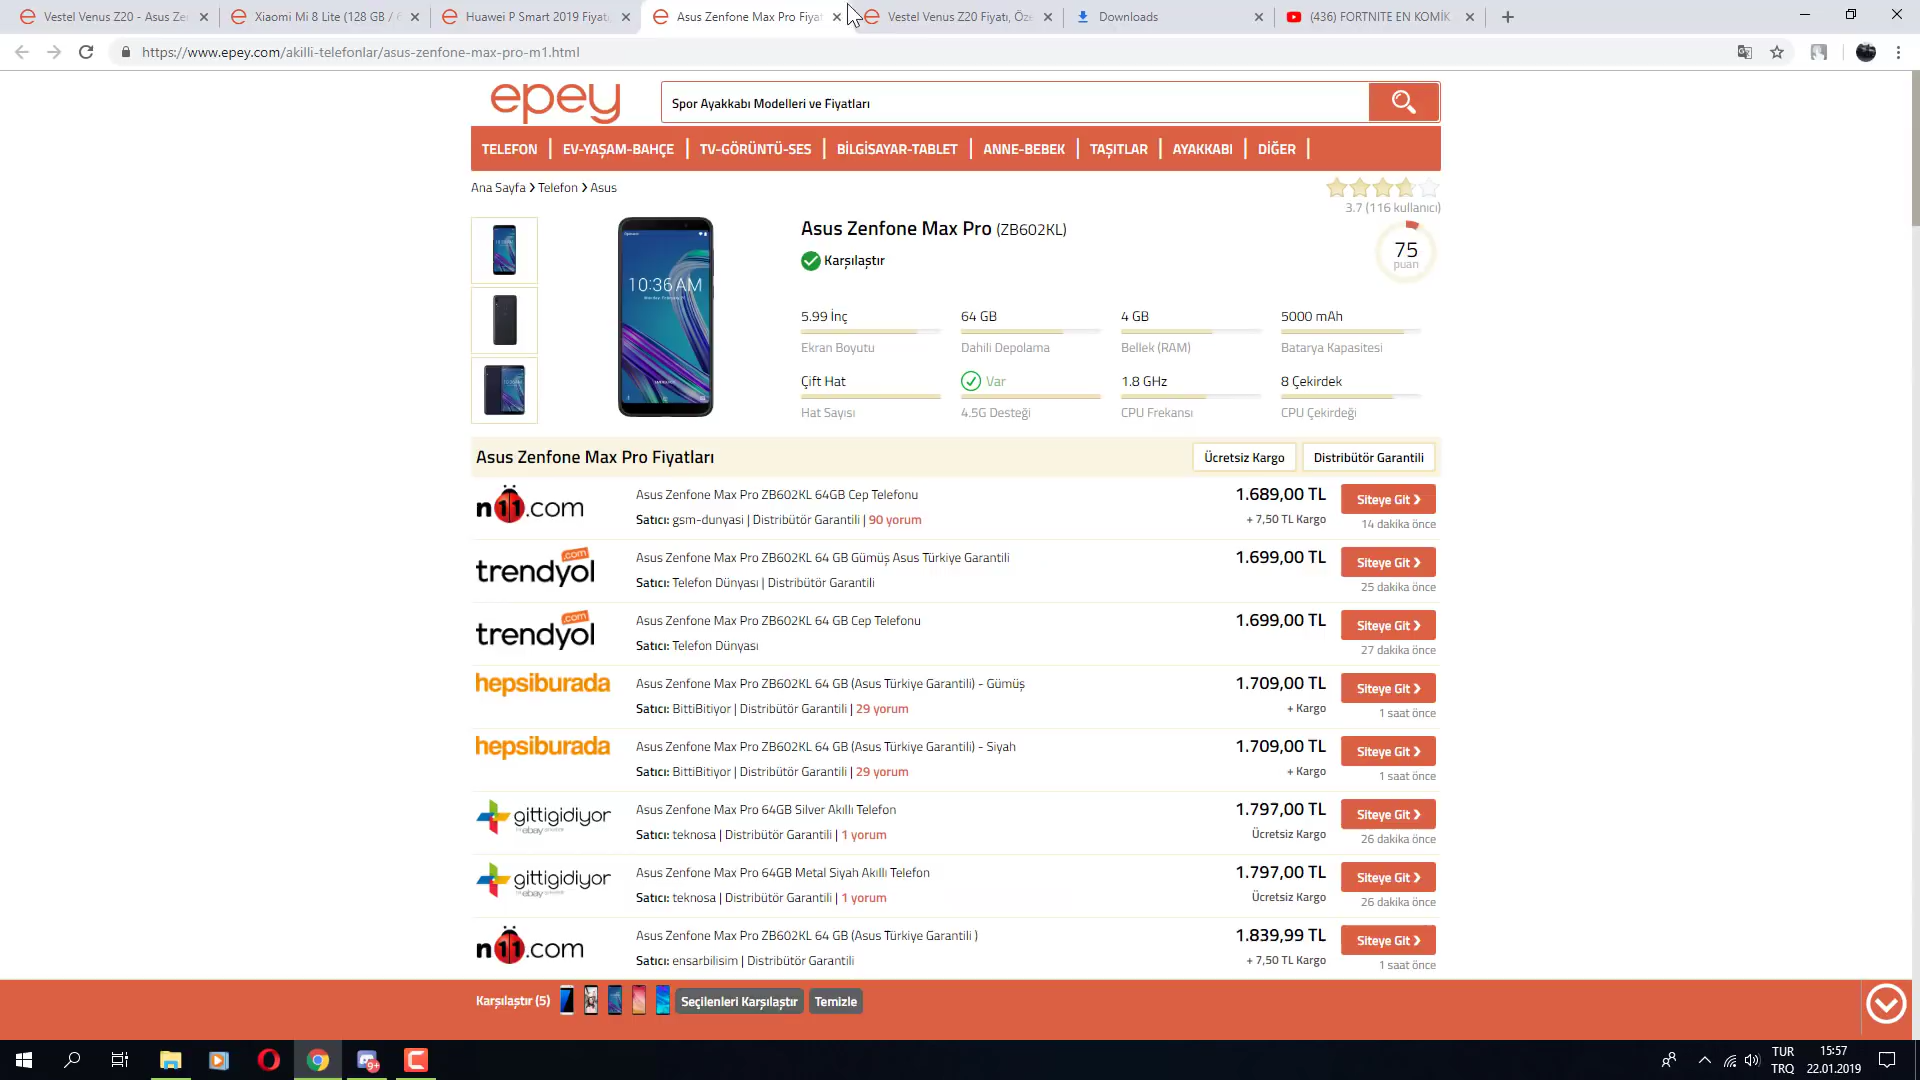 Vestel Venus Z20 - Asus Ze
Xiaomi Mi 8 Lite (128 GB / 6
Huawei P Smart 2019 Fiyatı,
Asus Zenfone Max Pro Fiyat
Vestel Venus Z20 Fiyatı, Öze
Downloads
(436) FORTNITE EN KOMİK
https://www.epey.com/akilli-telefonlar/asus-zenfone-max-pro-m1.html
epey
Spor Ayakkabı Modelleri ve Fiyatları
TELEFON
EV-YAŞAM-BAHÇE
TV-GÖRÜNTÜ-SES
BİLGİSAYAR-TABLET
ANNE-BEBEK
TAŞITLAR
AYAKKABI
DİĞER
Ana Sayfa > Telefon > Asus
3.7 (116 kullanıcı)
Asus Zenfone Max Pro (ZB602KL)
Karşılaştır
75
puan
10:36 AM
5.99 İnç
64 GB
4 GB
5000 mAh
Ekran Boyutu
Dahili Depolama
Bellek (RAM)
Batarya Kapasitesi
Çift Hat
Var
1.8 GHz
8 Çekirdek
Hat Sayısı
4.5G Desteği
CPU Frekansı
CPU Çekirdeği
Asus Zenfone Max Pro Fiyatları
Ücretsiz Kargo
Distribütör Garantili
n11.com
Asus Zenfone Max Pro ZB602KL 64GB Cep Telefonu
1.689,00 TL
Siteye Git >
Satıcı: gsm-dunyasi | Distribütör Garantili | 90 yorum
+ 7,50 TL Kargo
14 dakika önce
trendyol.com
Asus Zenfone Max Pro ZB602KL 64 GB Gümüş Asus Türkiye Garantili
1.699,00 TL
Siteye Git >
Satıcı: Telefon Dünyası | Distribütör Garantili
25 dakika önce
trendyol.com
Asus Zenfone Max Pro ZB602KL 64 GB Cep Telefonu
1.699,00 TL
Siteye Git >
Satıcı: Telefon Dünyası
27 dakika önce
hepsiburada
Asus Zenfone Max Pro ZB602KL 64 GB (Asus Türkiye Garantili) - Gümüş
1.709,00 TL
Siteye Git >
Satıcı: BittiBitiyor | Distribütör Garantili | 29 yorum
+ Kargo
1 saat önce
hepsiburada
Asus Zenfone Max Pro ZB602KL 64 GB (Asus Türkiye Garantili) - Siyah
1.709,00 TL
Siteye Git >
Satıcı: BittiBitiyor | Distribütör Garantili | 29 yorum
+ Kargo
1 saat önce
gittigidiyor
ebay
Asus Zenfone Max Pro 64GB Silver Akıllı Telefon
1.797,00 TL
Siteye Git >
Satıcı: teknosa | Distribütör Garantili | 1 yorum
Ücretsiz Kargo
26 dakika önce
gittigidiyor
ebay
Asus Zenfone Max Pro 64GB Metal Siyah Akıllı Telefon
1.797,00 TL
Siteye Git >
Satıcı: teknosa | Distribütör Garantili | 1 yorum
Ücretsiz Kargo
26 dakika önce
n11.com
Asus Zenfone Max Pro ZB602KL 64 GB (Asus Türkiye Garantili )
1.839,99 TL
Siteye Git >
Satıcı: ensarbilisim | Distribütör Garantili
+ 7,50 TL Kargo
1 saat önce
Karşılaştır (5)
Seçilenleri Karşılaştır
Temizle
9+
TUR
TRQ
15:57
22.01.2019